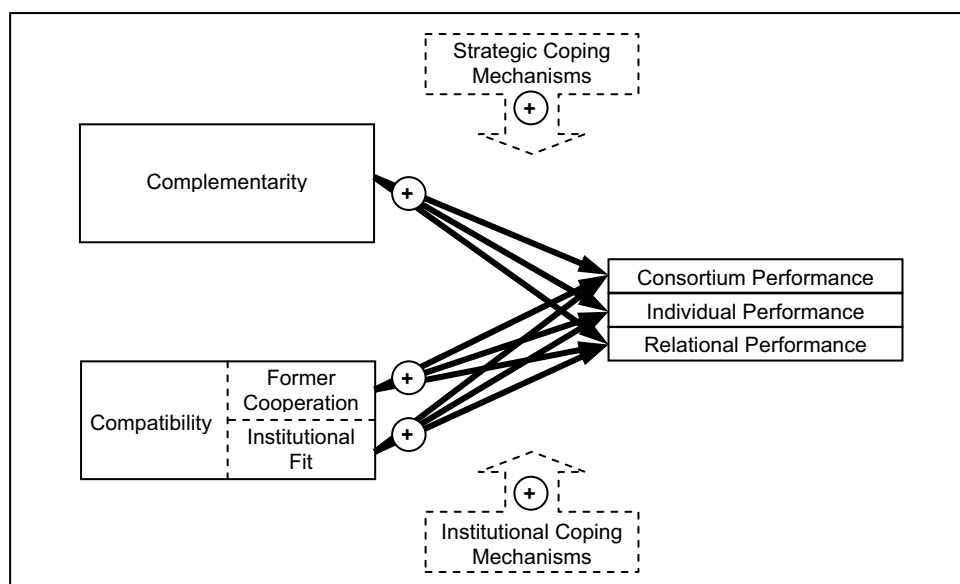 Strategic Coping
Mechanisms
+
Complementarity
+
Consortium Performance
Individual Performance
Relational Performance
Compatibility
Former
Cooperation
+
Institutional
Fit
+
+
Institutional Coping
Mechanisms